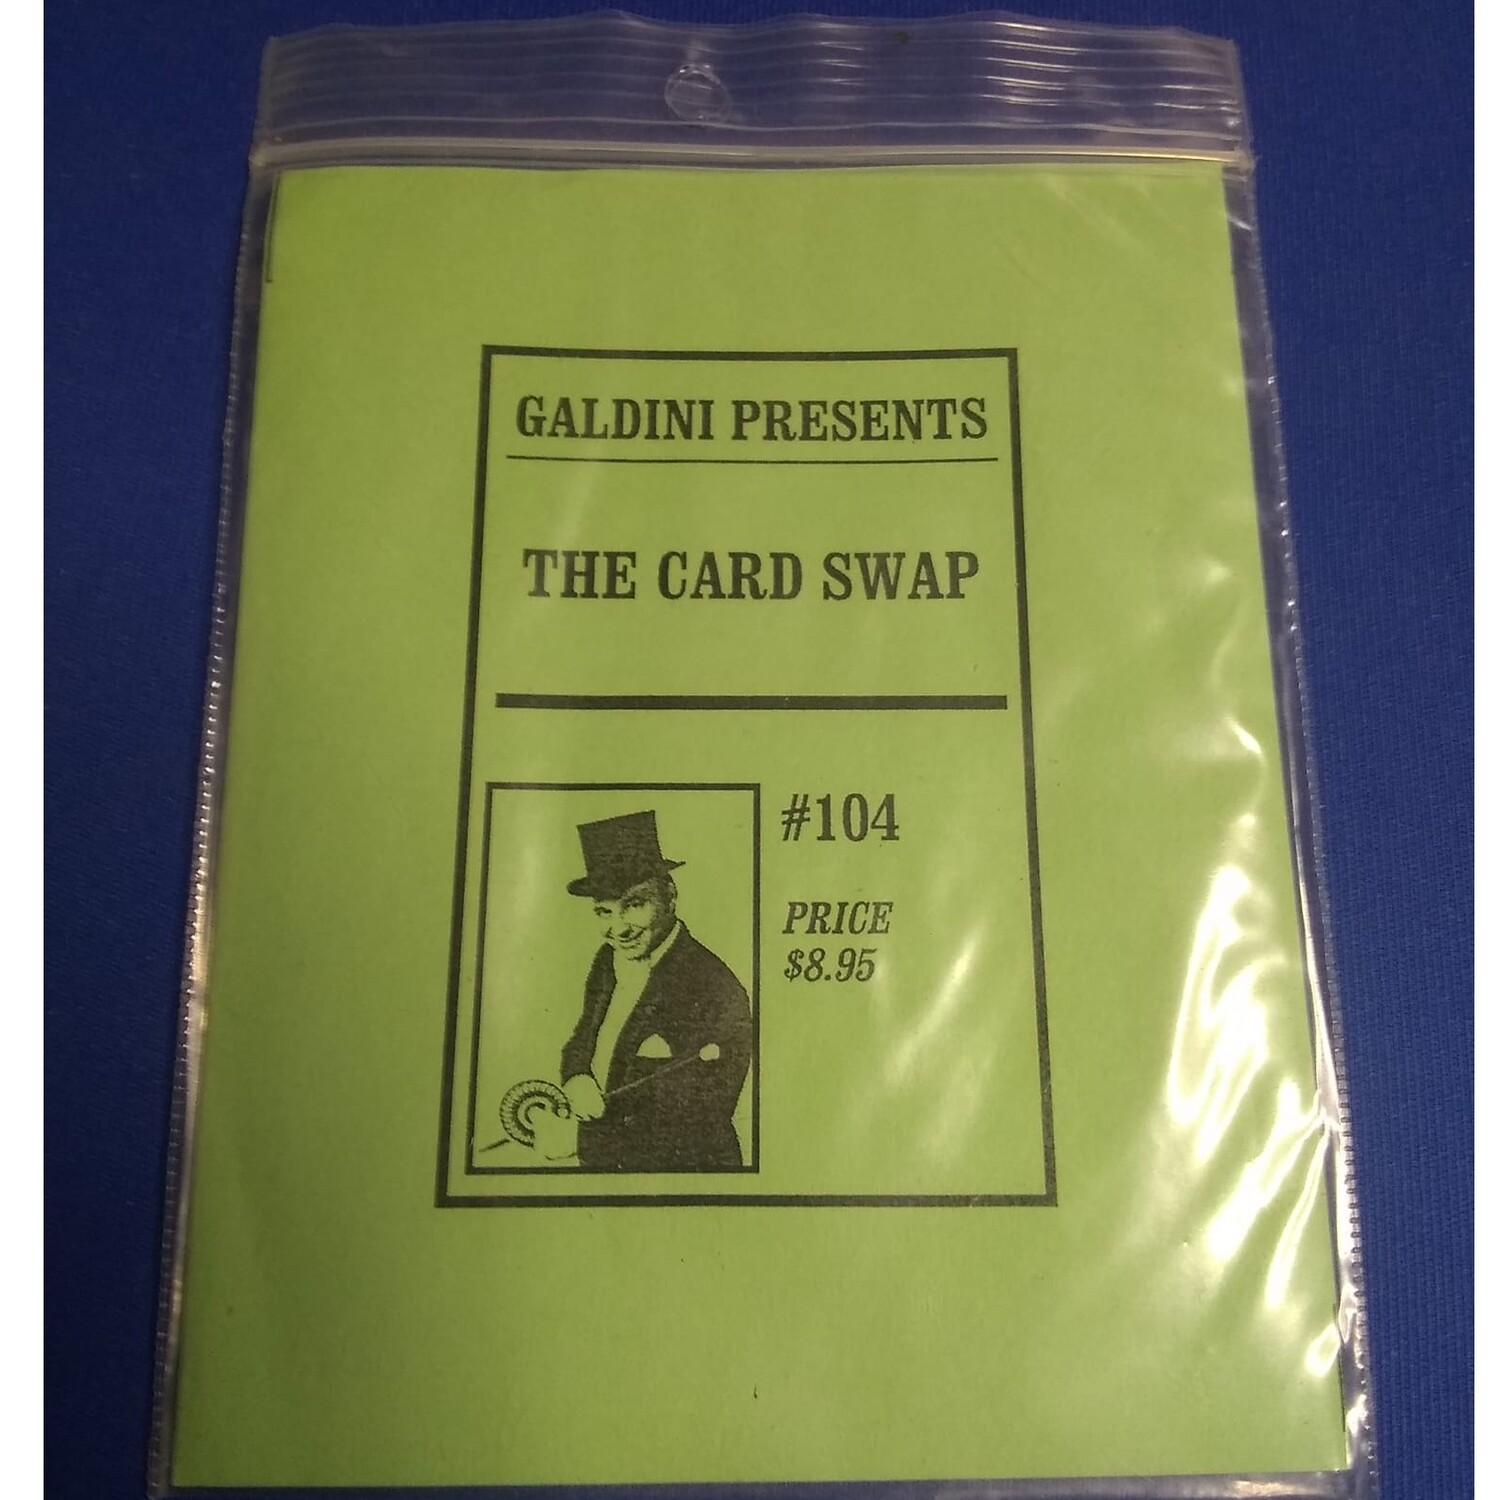 GALDINI PRESENTS
THE CARD SWAP
#104
PRICE
$8.95